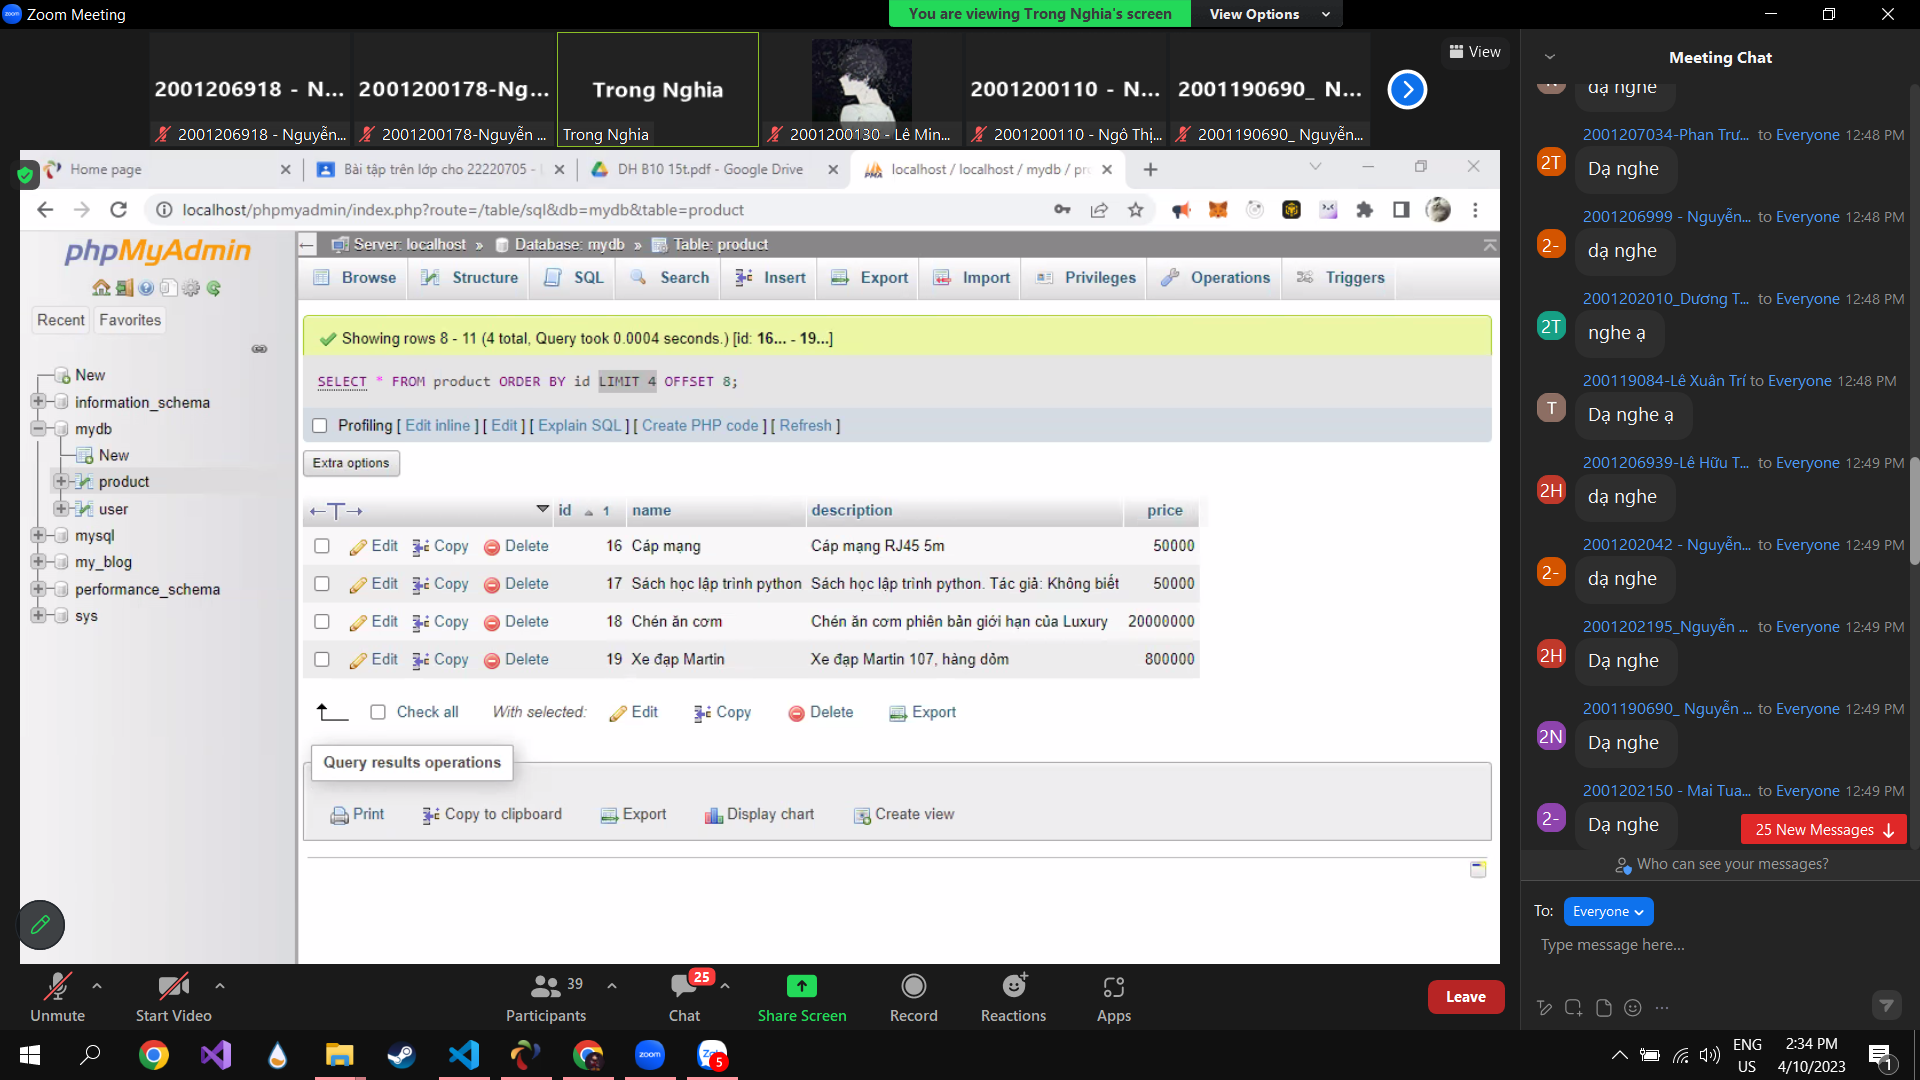 Zoom Meeting
You are viewing Trong Nghia's screen
View Options
View
2001206918 - N...
2001206918 - Nguyễn...
2001200178-Ng...
2001200178-Nguyễn ...
Trong Nghia
Trong Nghia
2001200130 - Lê Min...
2001200110 - N...
2001200110 - Ngô Thị...
2001190690_ N...
2001190690_ Nguyễn...
Home page
Bài tập trên lớp cho 22220705 -
DH B10 15t.pdf - Google Drive
localhost / localhost / mydb / pro
localhost/phpmyadmin/index.php?route=/table/sql&db=mydb&table=product
phpMyAdmin
Recent
Favorites
New
information_schema
mydb
New
product
user
mysql
my_blog
performance_schema
sys
Server: localhost » Database: mydb » Table: product
Browse
Structure
SQL
Search
Insert
Export
Import
Privileges
Operations
Triggers
Showing rows 8 - 11 (4 total, Query took 0.0004 seconds.) [id: 16... - 19...]
SELECT * FROM product ORDER BY id LIMIT 4 OFFSET 8;
Profiling [ Edit inline ] [ Edit ] [ Explain SQL ] [ Create PHP code ] [ Refresh ]
Extra options
←T→ id 1 name description price
Edit Copy Delete 16 Cáp mạng Cáp mạng RJ45 5m 50000
Edit Copy Delete 17 Sách học lập trình python Sách học lập trình python. Tác giả: Không biết 50000
Edit Copy Delete 18 Chén ăn cơm Chén ăn cơm phiên bản giới hạn của Luxury 20000000
Edit Copy Delete 19 Xe đạp Martin Xe đạp Martin 107, hàng dỏm 800000
Check all With selected: Edit Copy Delete Export
Query results operations
Print Copy to clipboard Export Display chart Create view
Meeting Chat
dạ nghe
2001207034-Phan Trư... to Everyone 12:48 PM
2T
Dạ nghe
2001206999 - Nguyễn... to Everyone 12:48 PM
2-
dạ nghe
2001202010_Dương T... to Everyone 12:48 PM
2T
nghe ạ
200119084-Lê Xuân Trí to Everyone 12:48 PM
T
Dạ nghe ạ
2001206939-Lê Hữu T... to Everyone 12:49 PM
2H
dạ nghe
2001202042 - Nguyễn... to Everyone 12:49 PM
2-
dạ nghe
2001202195_Nguyễn ... to Everyone 12:49 PM
2H
Dạ nghe
2001190690_ Nguyễn ... to Everyone 12:49 PM
2N
Dạ nghe
2001202150 - Mai Tua... to Everyone 12:49 PM
2-
Dạ nghe
25 New Messages
Who can see your messages?
To: Everyone
Type message here...
Unmute
Start Video
39
Participants
25
Chat
Share Screen
Record
Reactions
Apps
Leave
zoom
Zalo
5
ENG
US
2:34 PM
4/10/2023
1